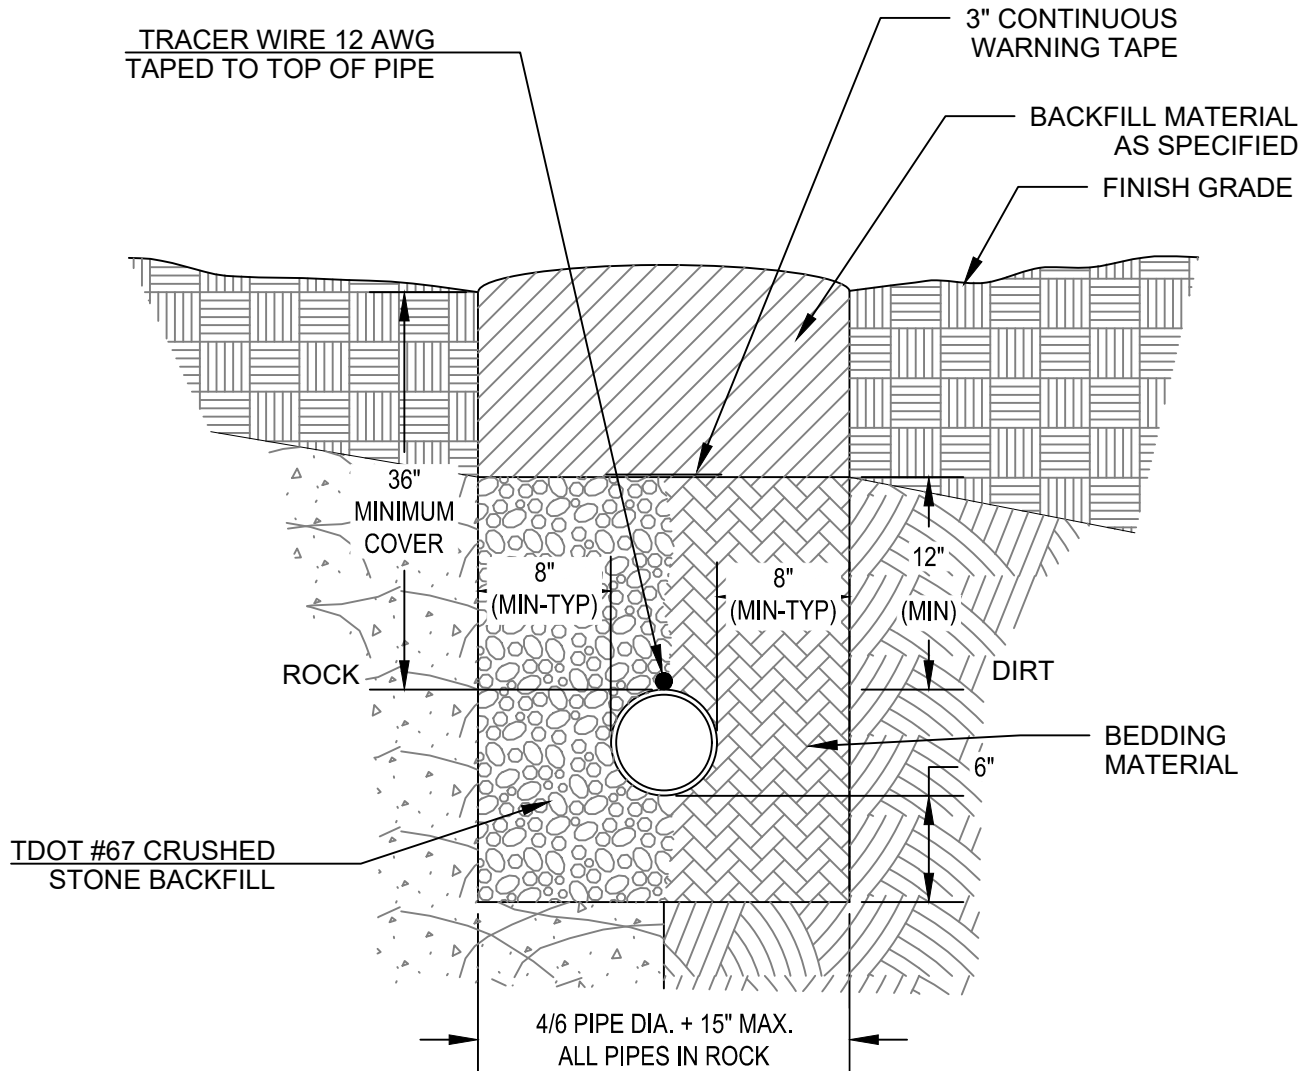 TRACER WIRE 12 AWG
TAPED TO TOP OF PIPE
3" CONTINUOUS
WARNING TAPE
BACKFILL MATERIAL
AS SPECIFIED
FINISH GRADE
36"
MINIMUM
COVER
8"
(MIN-TYP)
8"
(MIN-TYP)
12"
(MIN)
ROCK
DIRT
BEDDING
MATERIAL
6"
TDOT #67 CRUSHED
STONE BACKFILL
4/6 PIPE DIA. + 15" MAX.
ALL PIPES IN ROCK